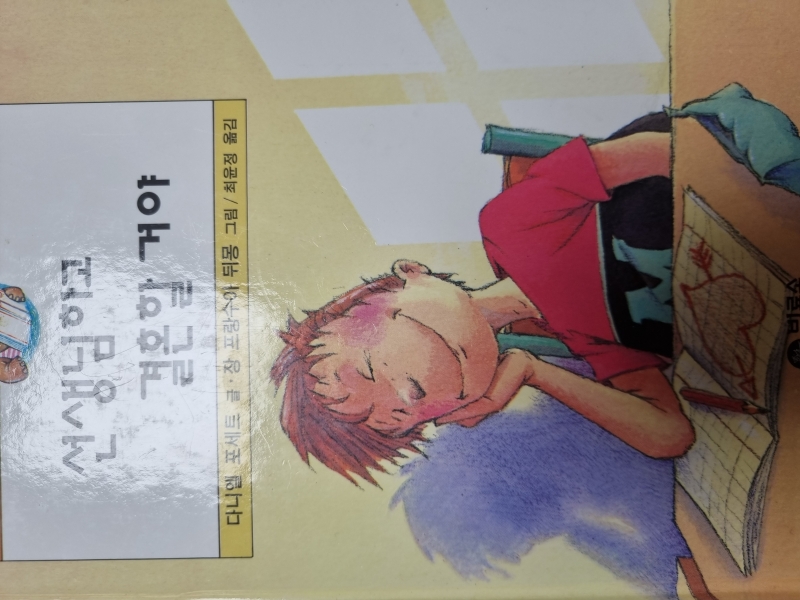 선생님하고
결혼할 거야
다니엘 포세트 글·장 프랑수아 뒤몽 그림 / 최윤정 옮김
M
비룡소